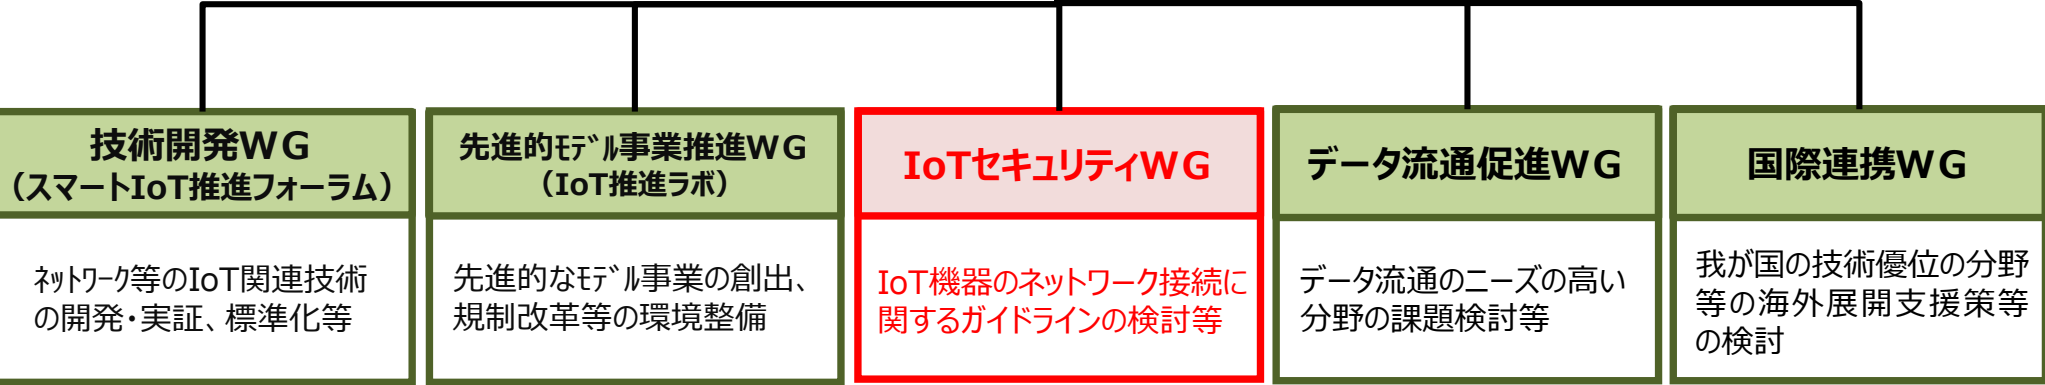 技術開発WG
（スマートIoT推進フォーラム）
ﾈｯﾄﾜｰｸ等のIoT関連技術
の開発・実証、標準化等
先進的ﾓﾃﾞﾙ事業推進WG
（IoT推進ラボ）
先進的なﾓﾃﾞﾙ事業の創出、
規制改革等の環境整備
IoTセキュリティWG
IoT機器のネットワーク接続に
関するガイドラインの検討等
データ流通促進WG
データ流通のニーズの高い
分野の課題検討等
国際連携WG
我が国の技術優位の分野
等の海外展開支援策等
の検討